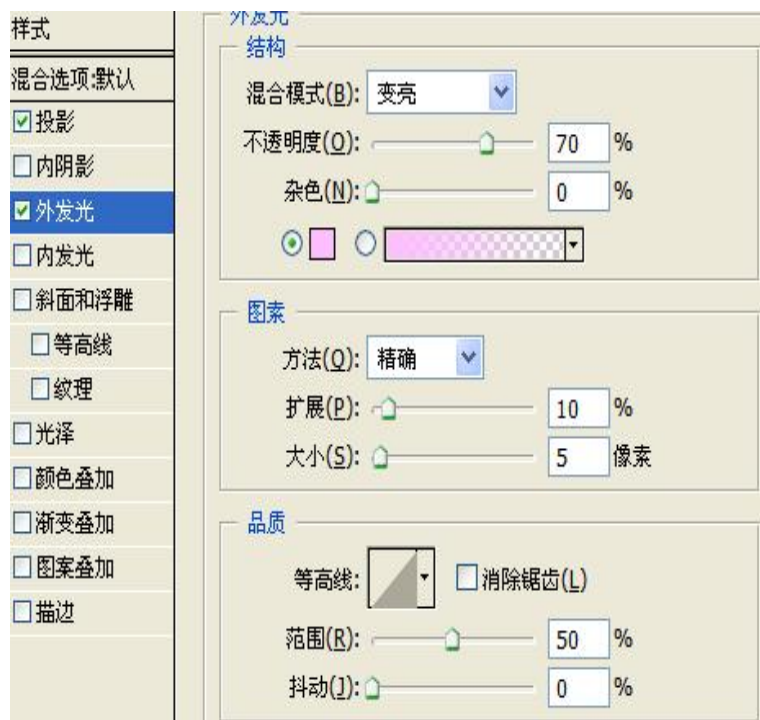 样式
混合选项:默认
投影
内阴影
外发光
内发光
斜面和浮雕
等高线
纹理
光泽
颜色叠加
渐变叠加
图案叠加
描边
外发光
结构
混合模式(B): 变亮
不透明度(O): 70 %
杂色(N): 0 %
图素
方法(Q): 精确
扩展(P): 10 %
大小(S): 5 像素
品质
等高线: 消除锯齿(L)
范围(R): 50 %
抖动(J): 0 %